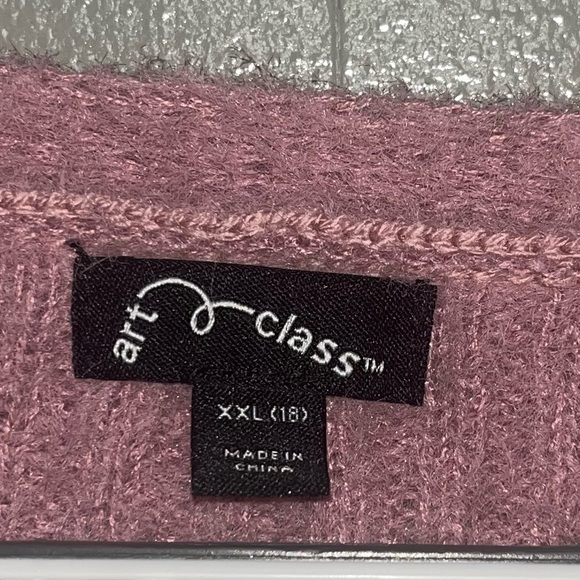 art class™
XXL (18)
MADE IN
CHINA